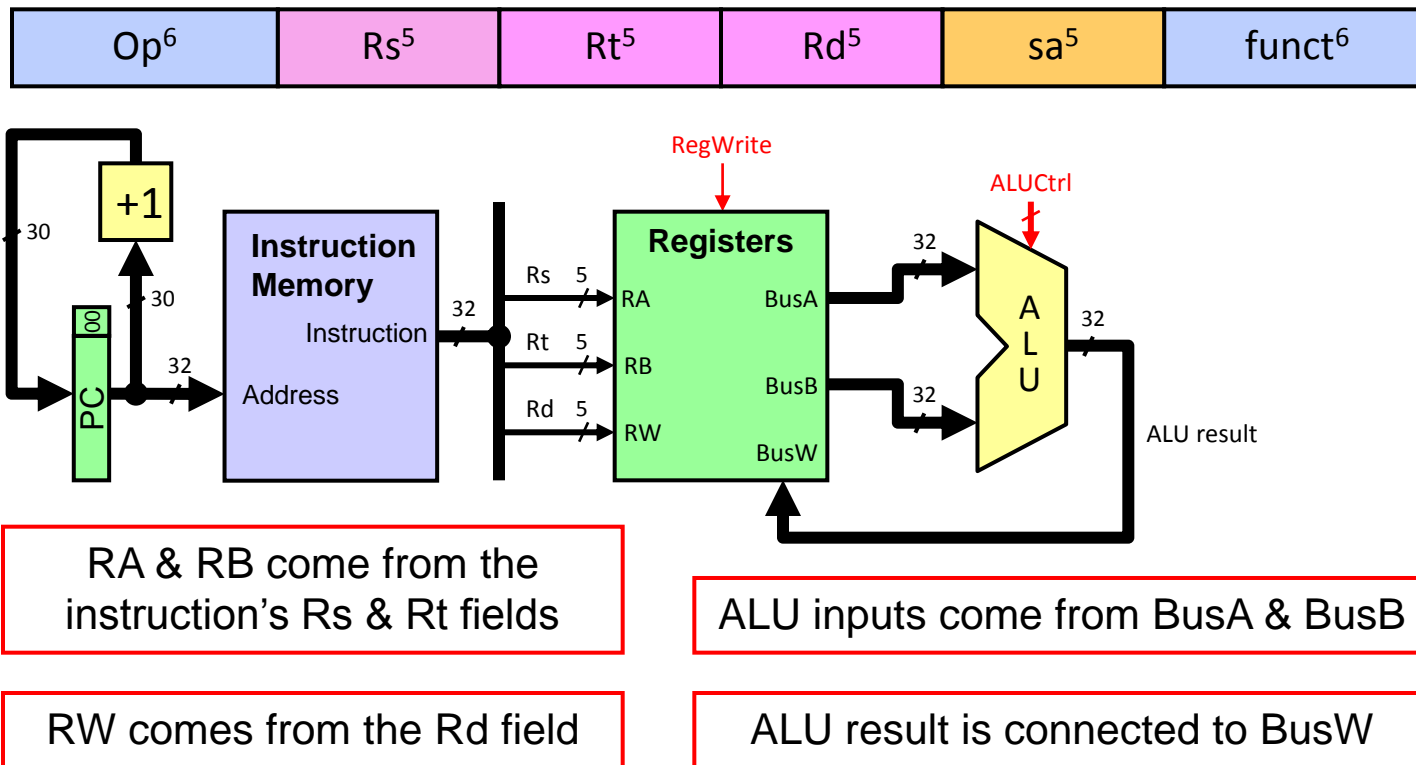 Op⁶ Rs⁵ Rt⁵ Rd⁵ sa⁵ funct⁶
RegWrite
ALUCtrl
+1
30
30
00
PC
32
Instruction
Memory
Instruction
Address
32
Rs 5
Rt 5
Rd 5
Registers
RA
RB
RW
BusA
BusB
BusW
32
32
A
L
U
32
ALU result
RA & RB come from the
instruction’s Rs & Rt fields
ALU inputs come from BusA & BusB
RW comes from the Rd field
ALU result is connected to BusW